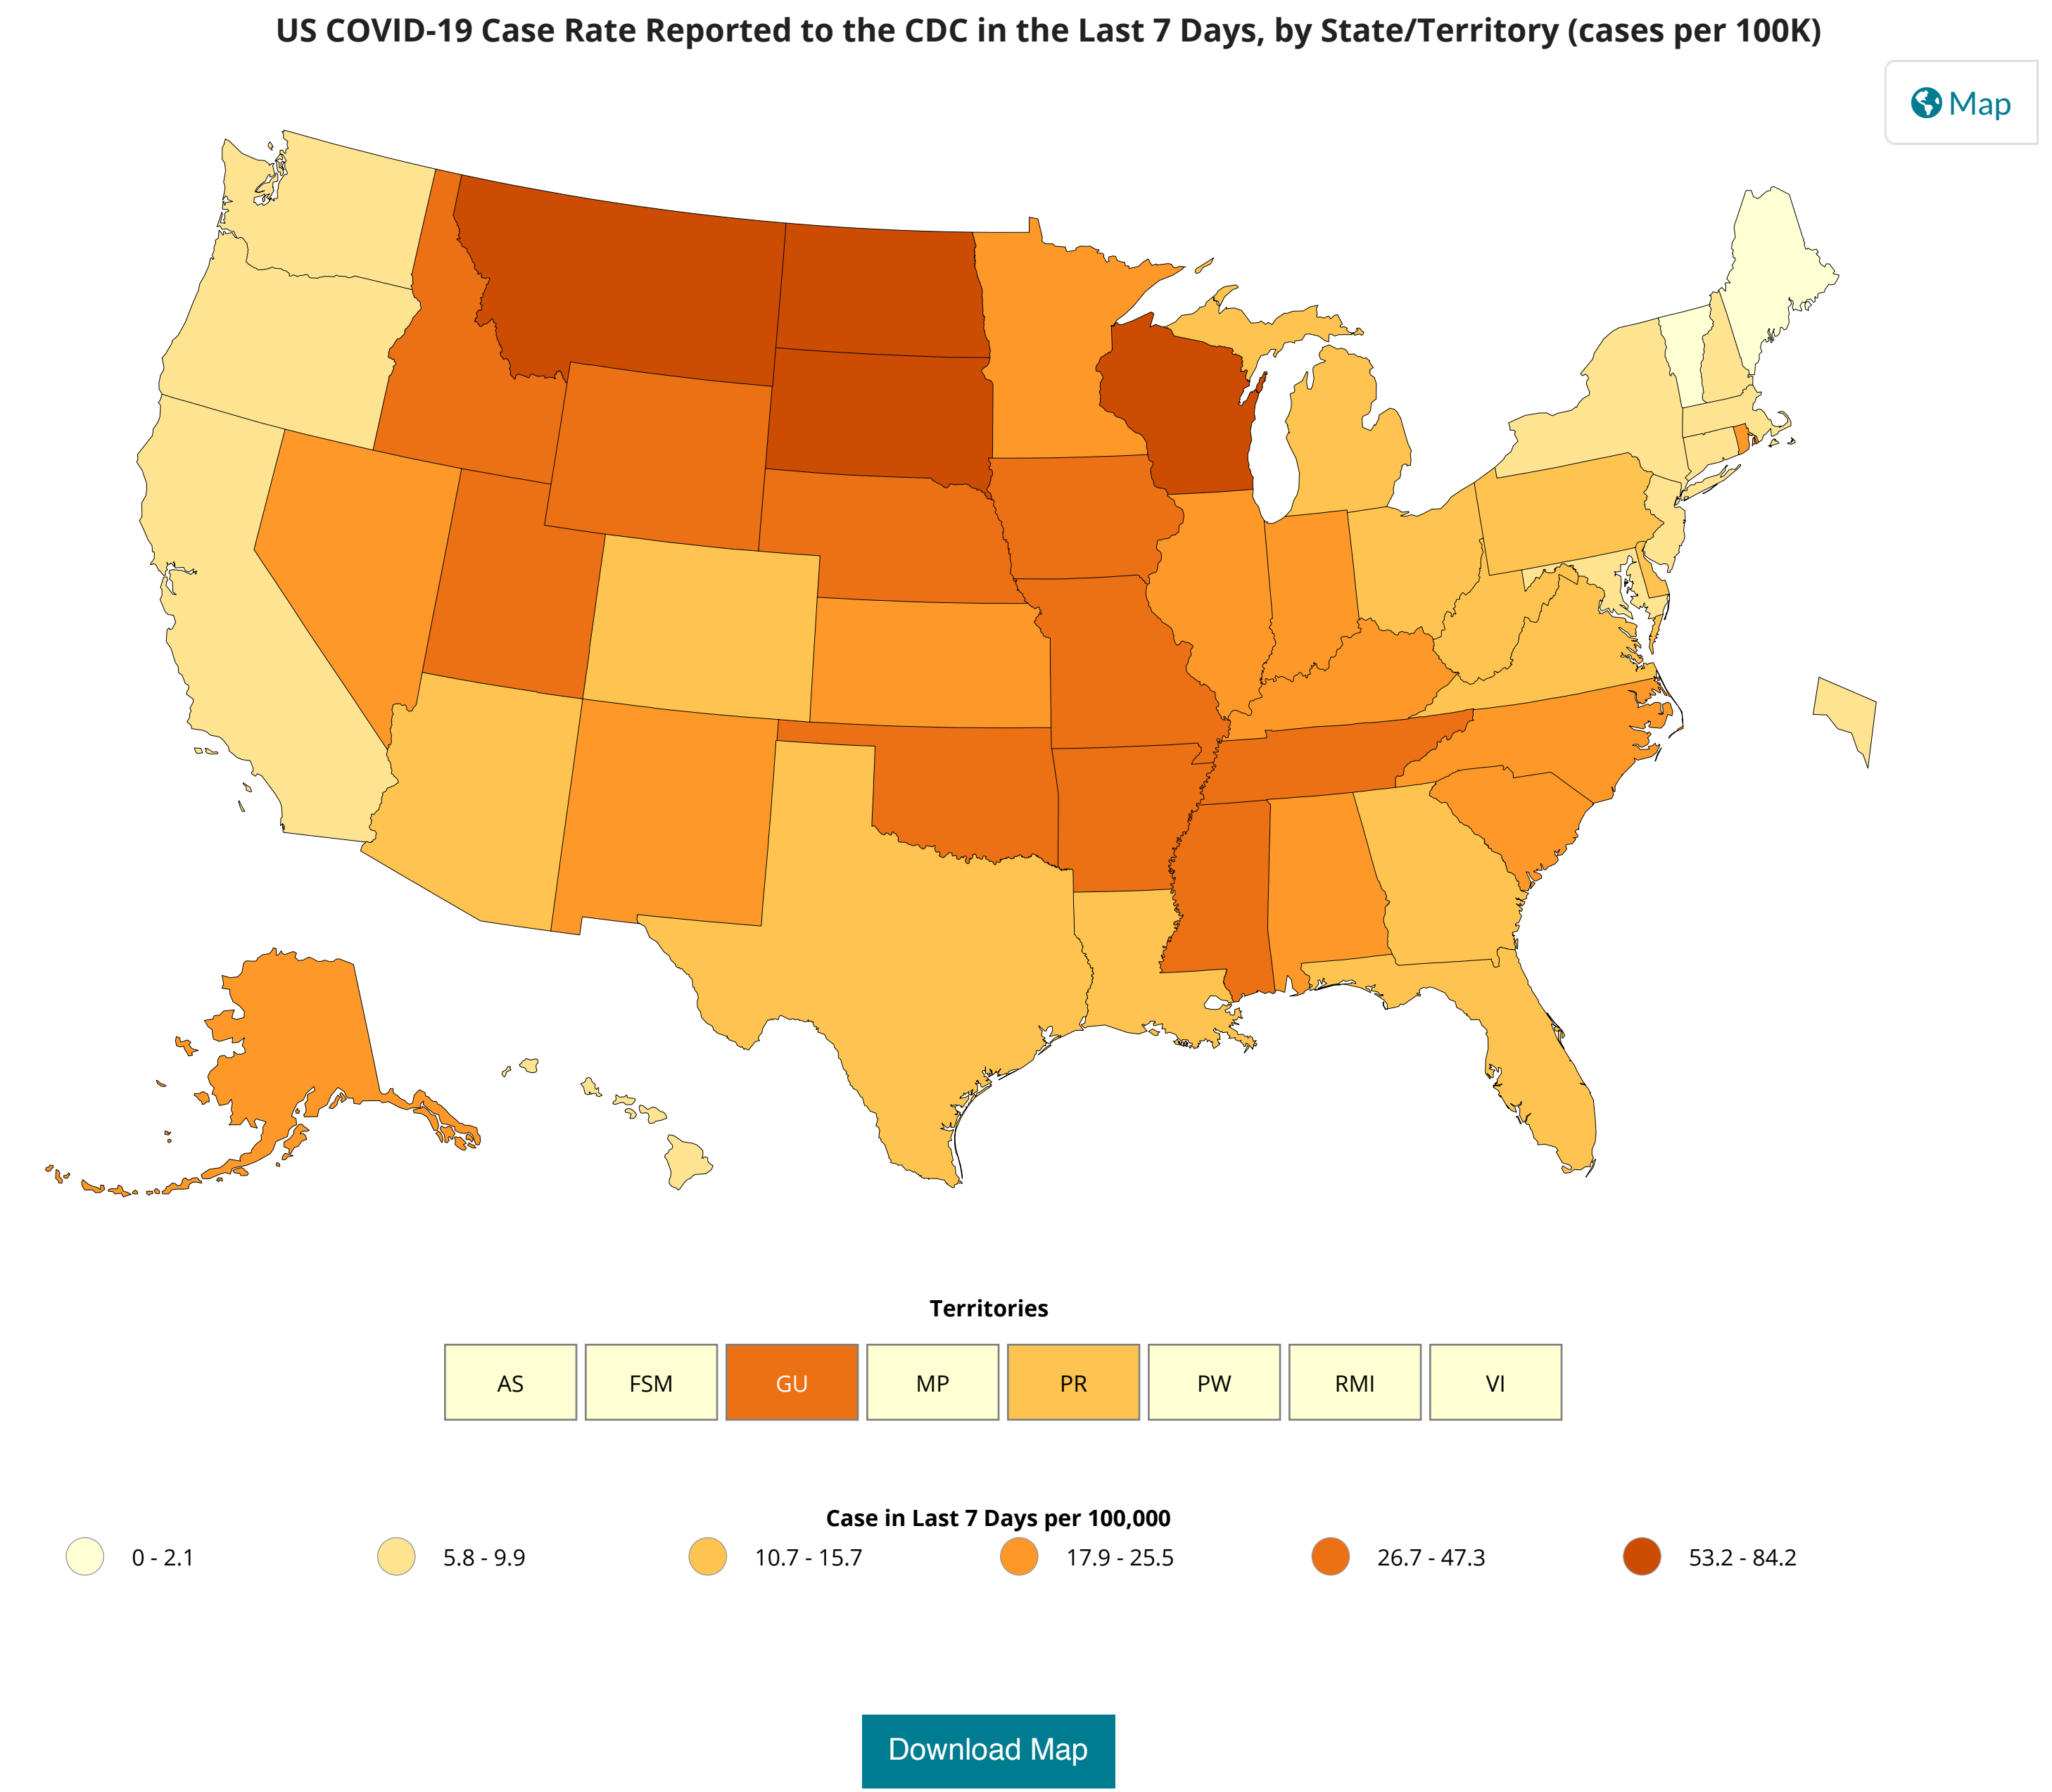 US COVID-19 Case Rate Reported to the CDC in the Last 7 Days, by State/Territory (cases per 100K)
Map
Territories
AS FSM GU MP PR PW RMI VI
Case in Last 7 Days per 100,000
0 - 2.1 5.8 - 9.9 10.7 - 15.7 17.9 - 25.5 26.7 - 47.3 53.2 - 84.2
Download Map